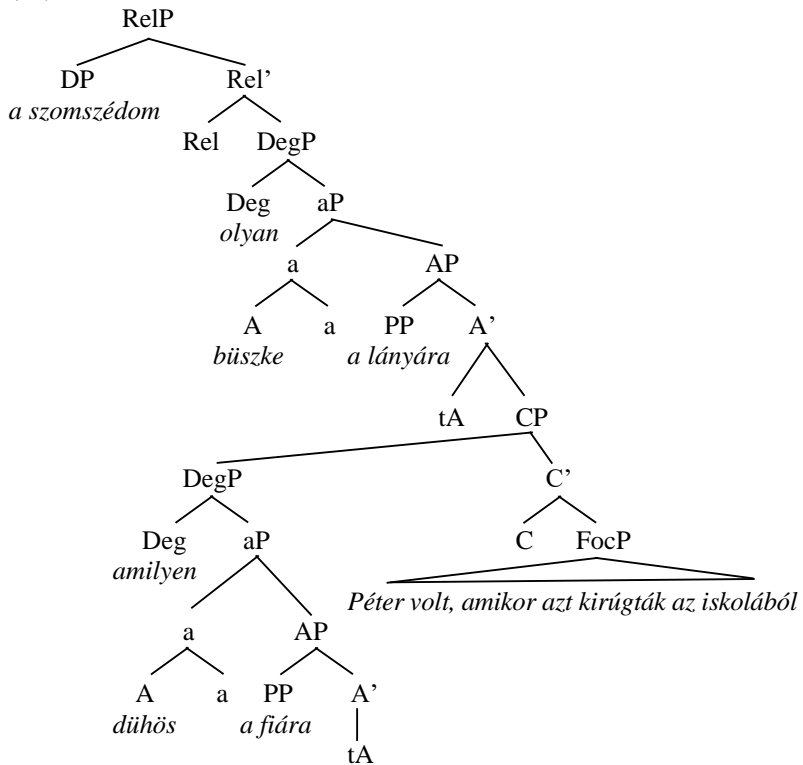 RelP
DP Rel’
a szomszédom
Rel DegP
Deg aP
olyan
a AP
A a PP A’
büszke a lányára
tA CP
DegP C’
Deg aP C FocP
amilyen
Péter volt, amikor azt kirúgták az iskolából
a AP
A a PP A’
dühös a fiára
tA